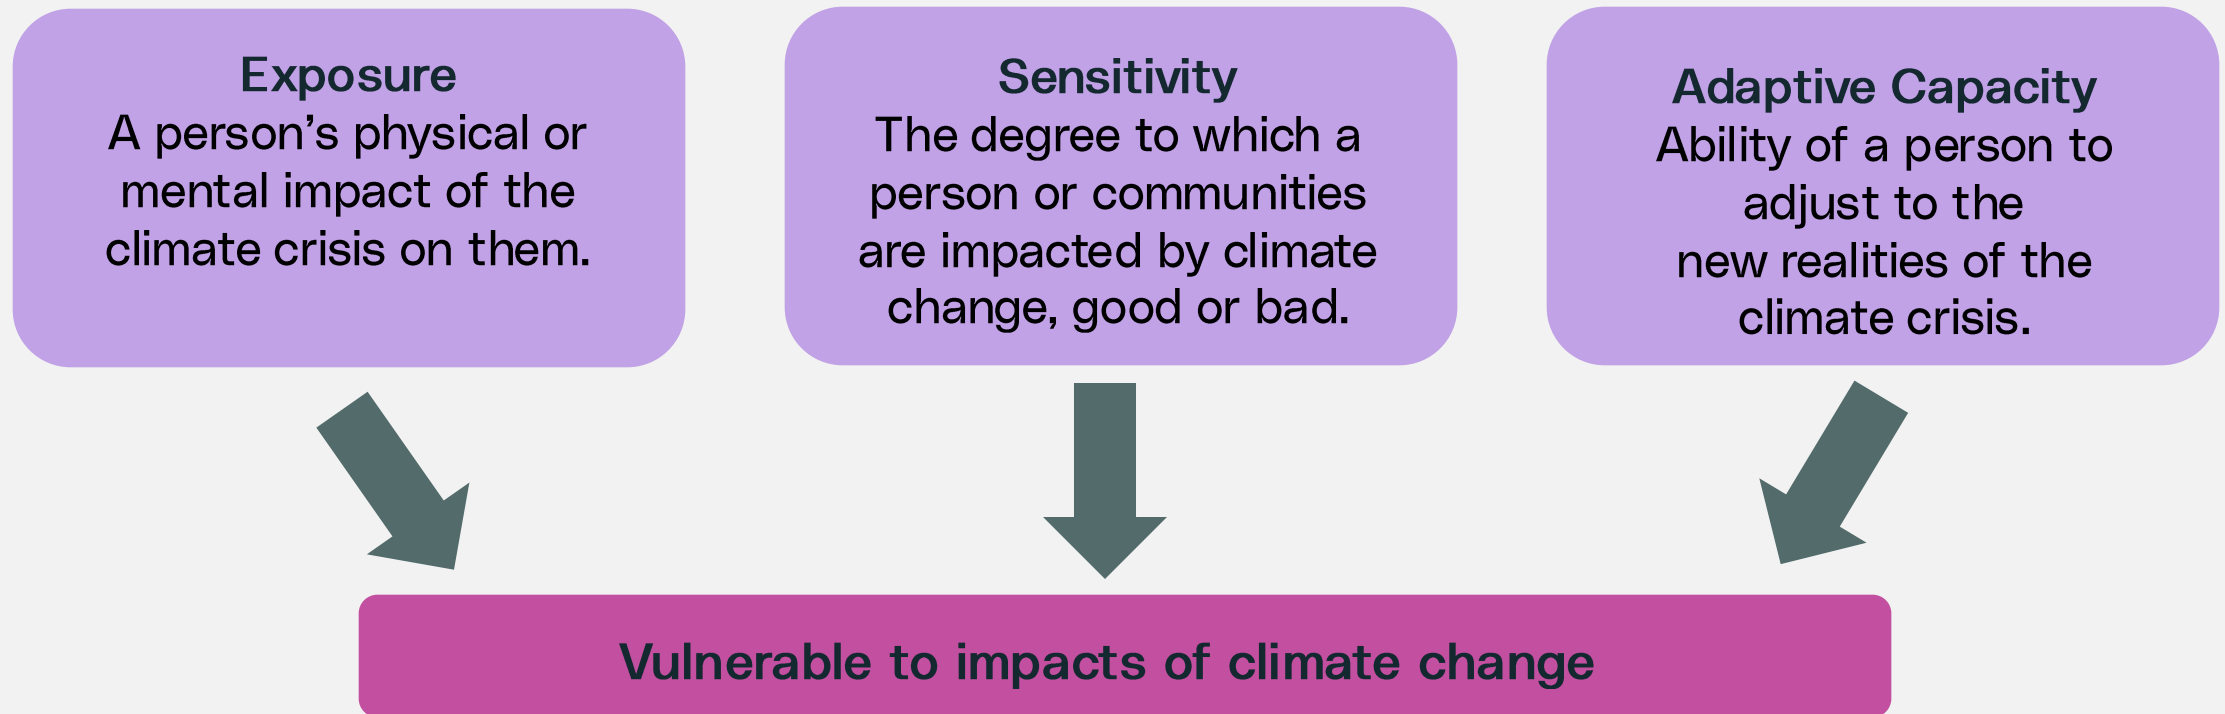 Exposure
A person’s physical or
mental impact of the
climate crisis on them.
Sensitivity
The degree to which a
person or communities
are impacted by climate
change, good or bad.
Adaptive Capacity
Ability of a person to
adjust to the
new realities of the
climate crisis.
Vulnerable to impacts of climate change